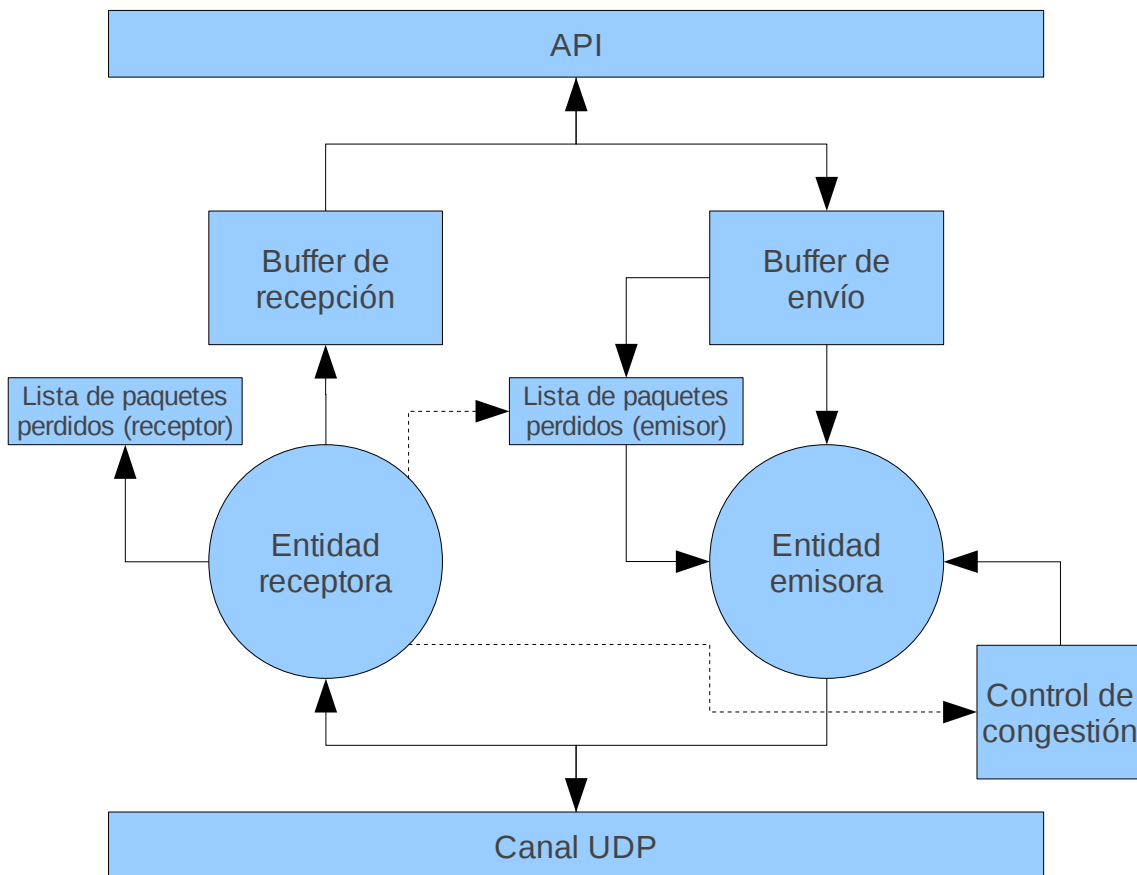 API
Buffer de
recepción
Buffer de
envío
Lista de paquetes
perdidos (receptor)
Lista de paquetes
perdidos (emisor)
Entidad
receptora
Entidad
emisora
Control de
congestión
Canal UDP